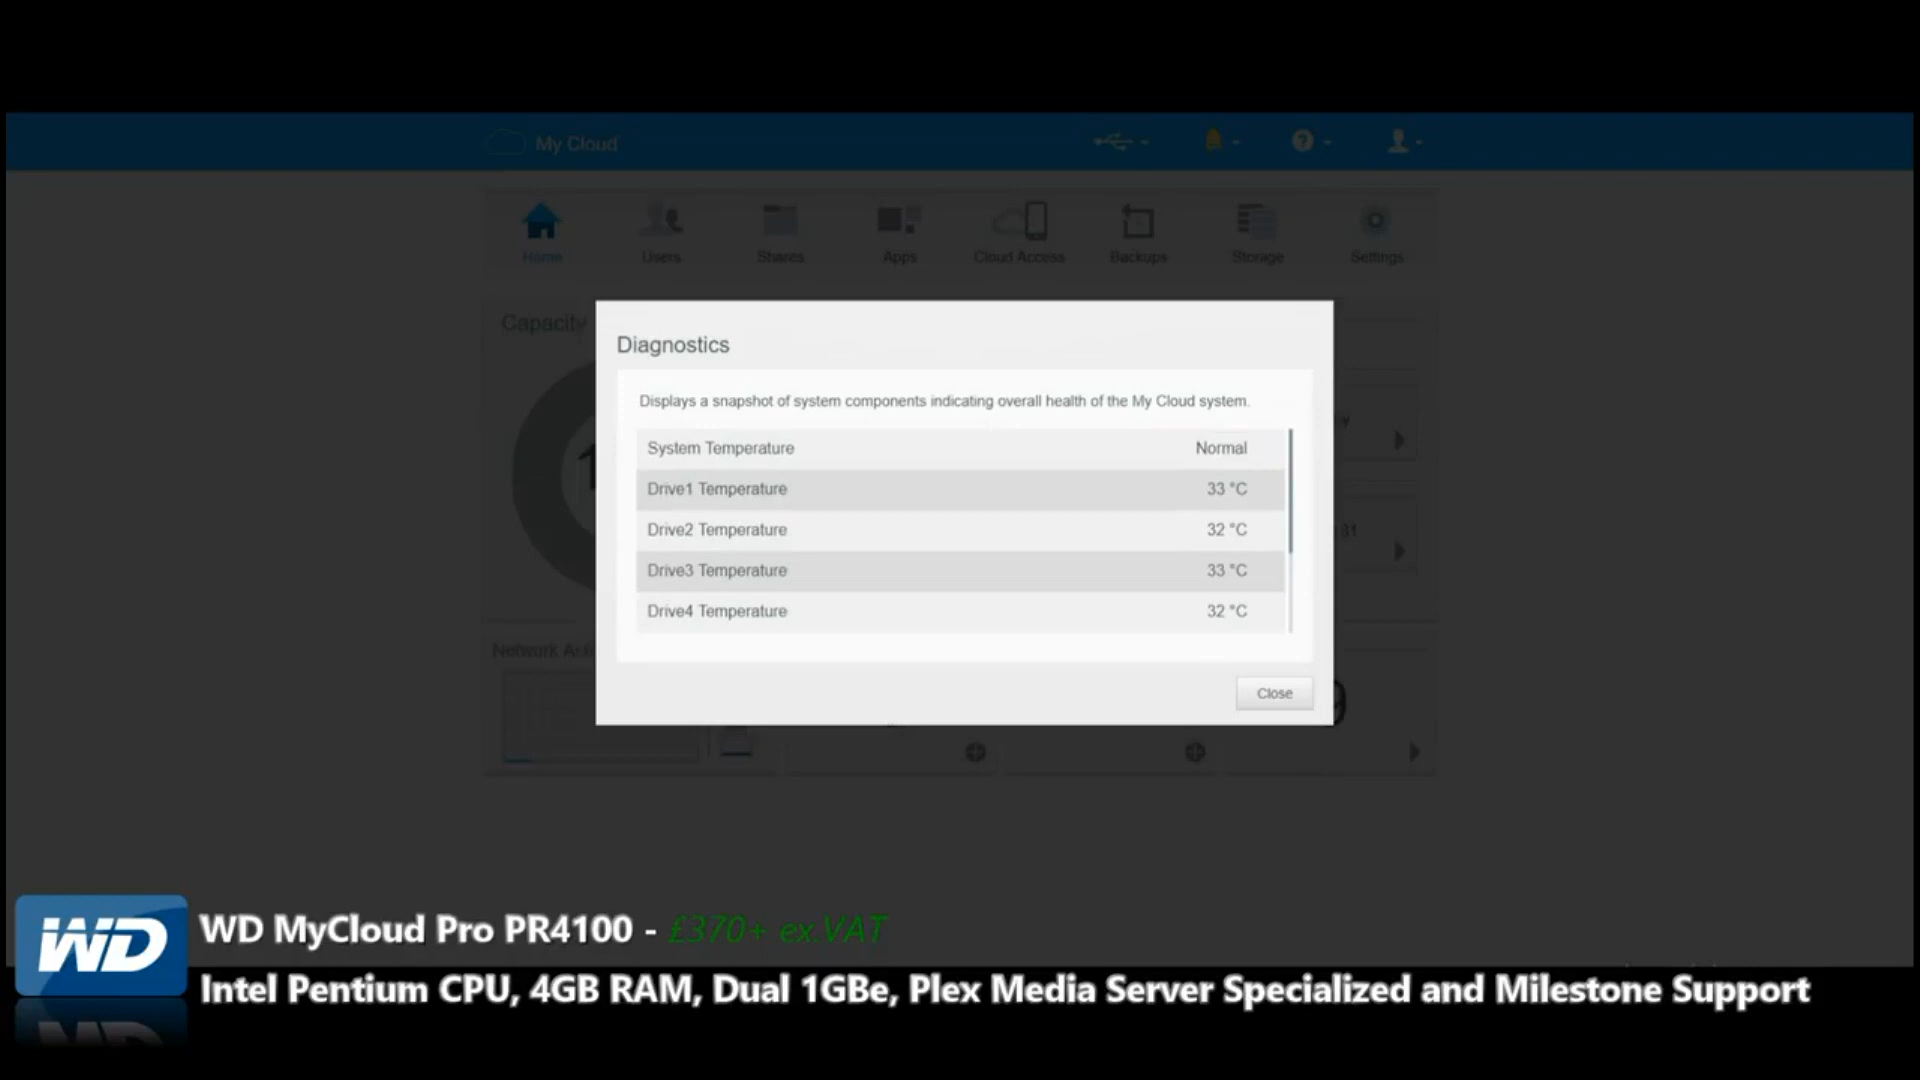 My Cloud
Home Users Shares Apps Cloud Access Backups Storage Settings
Capacity
Diagnostics
Displays a snapshot of system components indicating overall health of the My Cloud system.
System Temperature Normal
Drive1 Temperature 33 °C
Drive2 Temperature 32 °C
Drive3 Temperature 33 °C
Drive4 Temperature 32 °C
Network
Close
WD
WD MyCloud Pro PR4100 - £370+ ex.VAT
Intel Pentium CPU, 4GB RAM, Dual 1GBe, Plex Media Server Specialized and Milestone Support